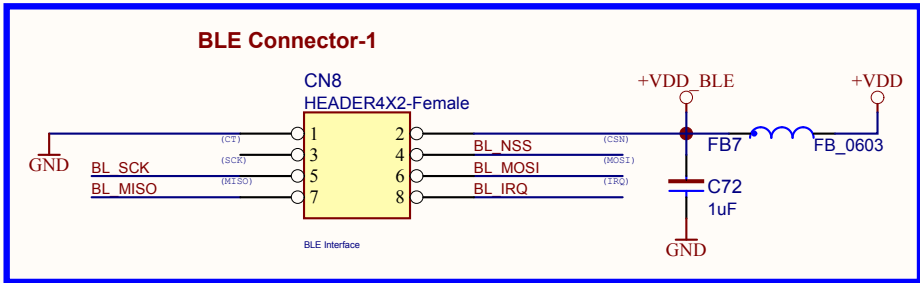 BLE Connector-1
CN8
HEADER4X2-Female
+VDD_BLE
+VDD
1
2
(CT)
(CSN)
GND
3
4
BL_NSS
FB7
FB_0603
(SCK)
(MOSI)
BL_SCK
5
6
BL_MOSI
(MISO)
(IRQ)
BL_MISO
7
8
BL_IRQ
C72
1uF
BLE Interface
GND